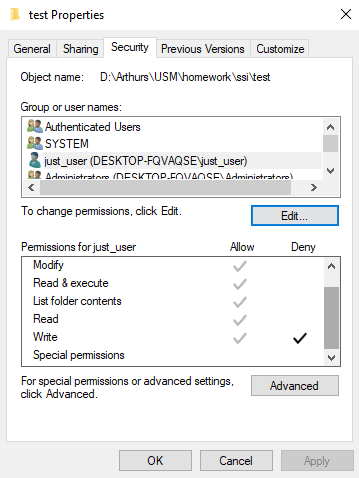 test Properties
General Sharing Security Previous Versions Customize
Object name: D:\Arthurs\USM\homework\ssi\test
Group or user names:
Authenticated Users
SYSTEM
just_user (DESKTOP-FQVAQSE\just_user)
Administrators (DESKTOP-FQVAQSE\Administrators)
To change permissions, click Edit.
Edit...
Permissions for just_user Allow Deny
Modify
Read & execute
List folder contents
Read
Write
Special permissions
For special permissions or advanced settings,
click Advanced.
Advanced
OK Cancel Apply